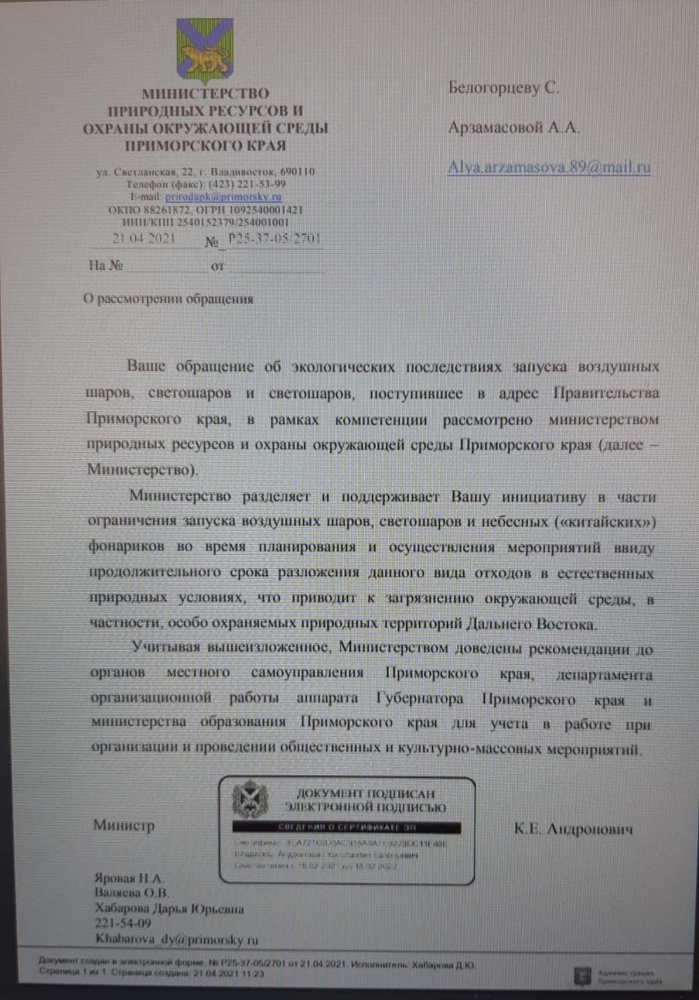 МИНИСТЕРСТВО
ПРИРОДНЫХ РЕСУРСОВ И
ОХРАНЫ ОКРУЖАЮЩЕЙ СРЕДЫ
ПРИМОРСКОГО КРАЯ
ул. Светланская, 22, г. Владивосток, 690110
Телефон (факс): (423) 221-53-99
E-mail: prirodapk@primorsky.ru
ОКПО 88261872, ОГРН 1092540001421
ИНН/КПП 2540152379/254001001
21.04.2021 № Р25-37-05/2701
На № от
Белогорцеву С.
Арзамасовой А.А.
Alya.arzamasova.89@mail.ru
О рассмотрении обращения
Ваше обращение об экологических последствиях запуска воздушных
шаров, светошаров и светошаров, поступившее в адрес Правительства
Приморского края, в рамках компетенции рассмотрено министерством
природных ресурсов и охраны окружающей среды Приморского края (далее –
Министерство).
Министерство разделяет и поддерживает Вашу инициативу в части
ограничения запуска воздушных шаров, светошаров и небесных («китайских»)
фонариков во время планирования и осуществления мероприятий ввиду
продолжительного срока разложения данного вида отходов в естественных
природных условиях, что приводит к загрязнению окружающей среды, в
частности, особо охраняемых природных территорий Дальнего Востока.
Учитывая вышеизложенное, Министерством доведены рекомендации до
органов местного самоуправления Приморского края, департамента
организационной работы аппарата Губернатора Приморского края и
министерства образования Приморского края для учета в работе при
организации и проведении общественных и культурно-массовых мероприятий.
Министр
ДОКУМЕНТ ПОДПИСАН
ЭЛЕКТРОННОЙ ПОДПИСЬЮ
СВЕДЕНИЯ О СЕРТИФИКАТЕ ЭП
Сертификат
Владелец Андронович Константин Евгеньевич
с 18.02.2021 до 18.02.2022
К.Е. Андронович
Яровая Н.А.
Валяева О.В.
Хабарова Дарья Юрьевна
221-54-09
Khabarova_dy@primorsky.ru
Документ создан в электронной форме. № Р25-37-05/2701 от 21.04.2021. Исполнитель: Хабарова Д.Ю.
Страница 1 из 1. Страница создана: 21.04.2021 11:23
Администрация
Приморского края